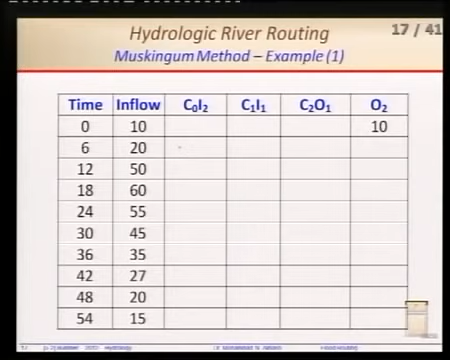 Hydrologic River Routing
17 / 41
Muskingum Method – Example (1)
Time Inflow C₀I₂ C₁I₁ C₂O₁ O₂
0 10 10
6 20
12 50
18 60
24 55
30 45
36 35
42 27
48 20
54 15